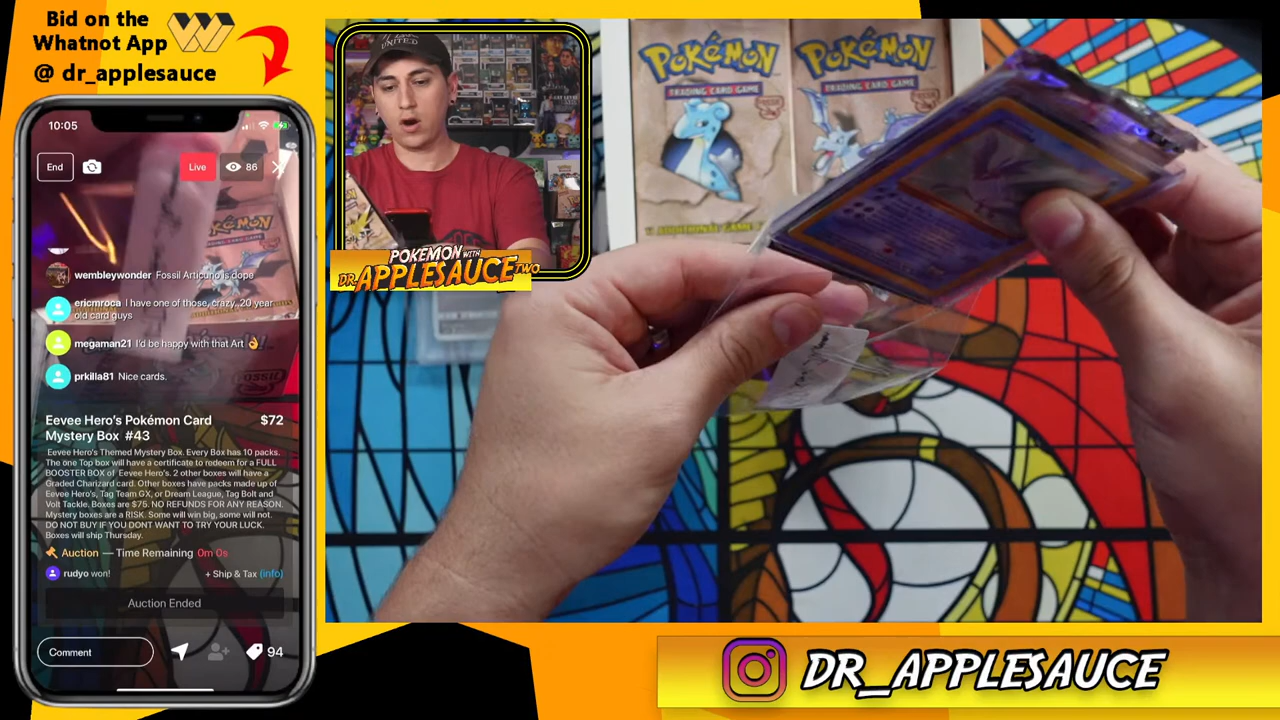 Bid on the
Whatnot App
@ dr_applesauce
10:05
End
Live
86
wembleywonder Fossil Articuno is dope
ericmroca I have one of those, crazy, 20 year
old card guys
megaman21 I'd be happy with that Art 👌
prkilla81 Nice cards.
Eevee Hero's Pokémon Card
Mystery Box #43
$72
Eevee Hero's Themed Mystery Box. Every Box has 10 packs.
The one Top box will have a certificate to redeem for a FULL
BOOSTER BOX of Eevee Hero's. 2 other boxes will have a
Graded Charizard card. Other boxes have packs made up of
Eevee Hero's, Tag Team GX, or Dream League, Tag Bolt and
Volt Tackle. Boxes are $75. NO REFUNDS FOR ANY REASON.
Mystery boxes are a RISK. Some will win big, some will not.
DO NOT BUY IF YOU DONT WANT TO TRY YOUR LUCK.
Boxes will ship Thursday.
Auction — Time Remaining 0m 0s
rudyo won!
+ Ship & Tax (info)
Auction Ended
Comment
94
UNITED
POKEMON WITH
DR. APPLESAUCE TWO
POKéMON
TRADING CARD GAME
POKéMON
TRADING CARD GAME
DR_APPLESAUCE